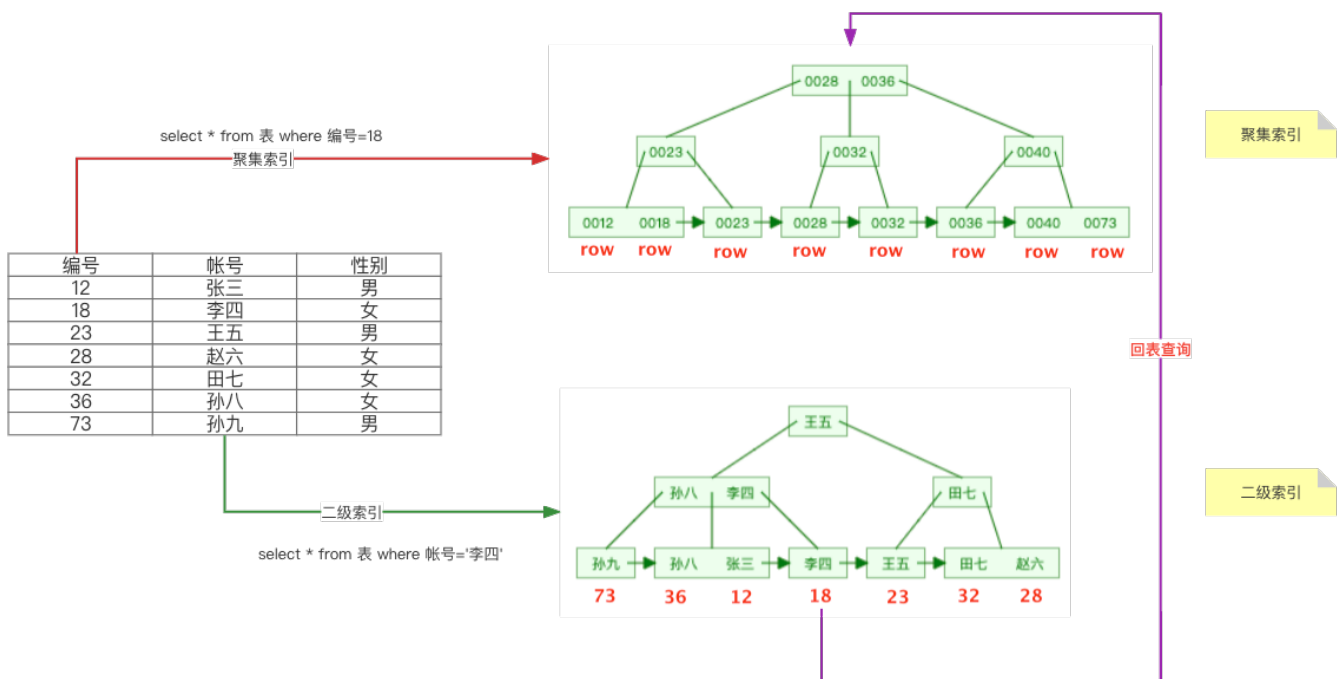 0028 0036
select * from 表 where 编号=18
聚集索引
聚集索引
0023 0032 0040
0012 0018 0023 0028 0032 0036 0040 0073
row row row row row row row row
编号 帐号 性别
12 张三 男
18 李四 女
23 王五 男
28 赵六 女
32 田七 女
36 孙八 女
73 孙九 男
回表查询
王五
孙八 李四 田七
二级索引
二级索引
select * from 表 where 帐号='李四'
孙九 孙八 张三 李四 王五 田七 赵六
73 36 12 18 23 32 28